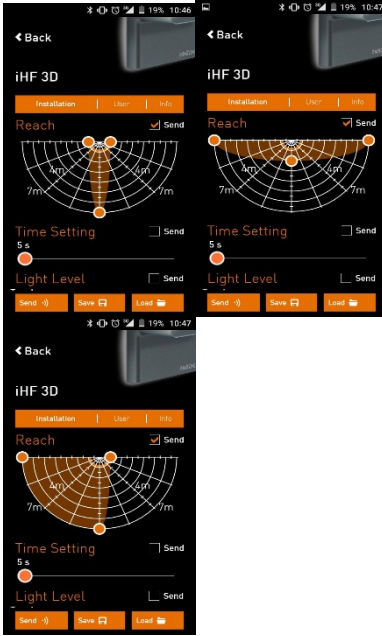 19% 10:46
Back
iHF 3D
Installation | User | Info
Reach Send
4m 4m
7m 7m
Time Setting Send
5 s
Light Level Send
Send Save Load
19% 10:47
Back
iHF 3D
Installation | User | Info
Reach Send
4m 4m
7m 7m
Time Setting Send
5 s
Light Level Send
Send Save Load
19% 10:47
Back
iHF 3D
Installation | User | Info
Reach Send
4m 4m
7m 7m
Time Setting Send
5 s
Light Level Send
Send Save Load